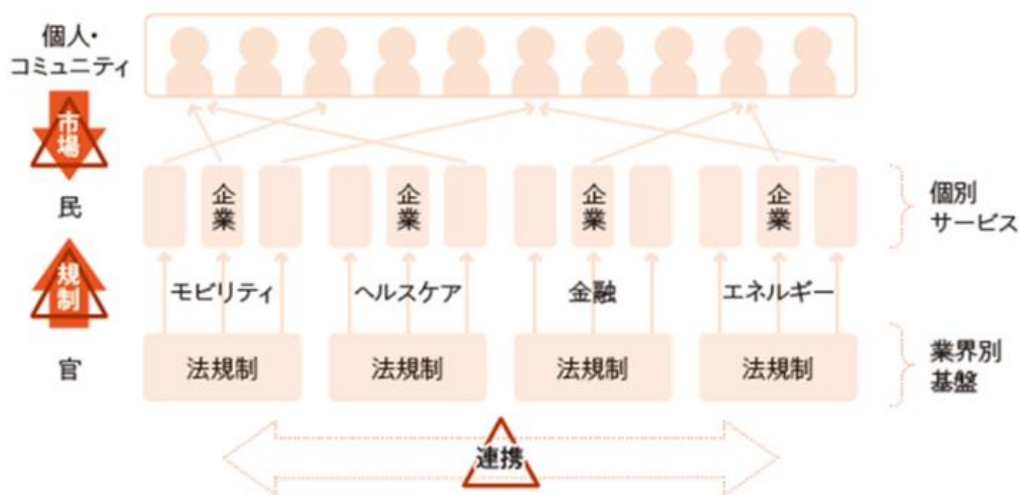 個人・
コミュニティ
市場
民
企業
企業
企業
企業
個別
サービス
規制
モビリティ
ヘルスケア
金融
エネルギー
官
法規制
法規制
法規制
法規制
業界別
基盤
連携